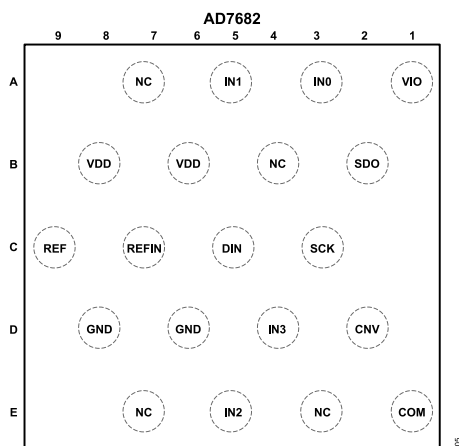 AD7682
9 8 7 6 5 4 3 2 1
A NC IN1 IN0 VIO
B VDD VDD NC SDO
C REF REFIN DIN SCK
D GND GND IN3 CNV
E NC IN2 NC COM